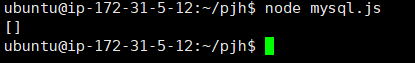 ubuntu@ip-172-31-5-12:~/pjh$ node mysql.js
[]
ubuntu@ip-172-31-5-12:~/pjh$